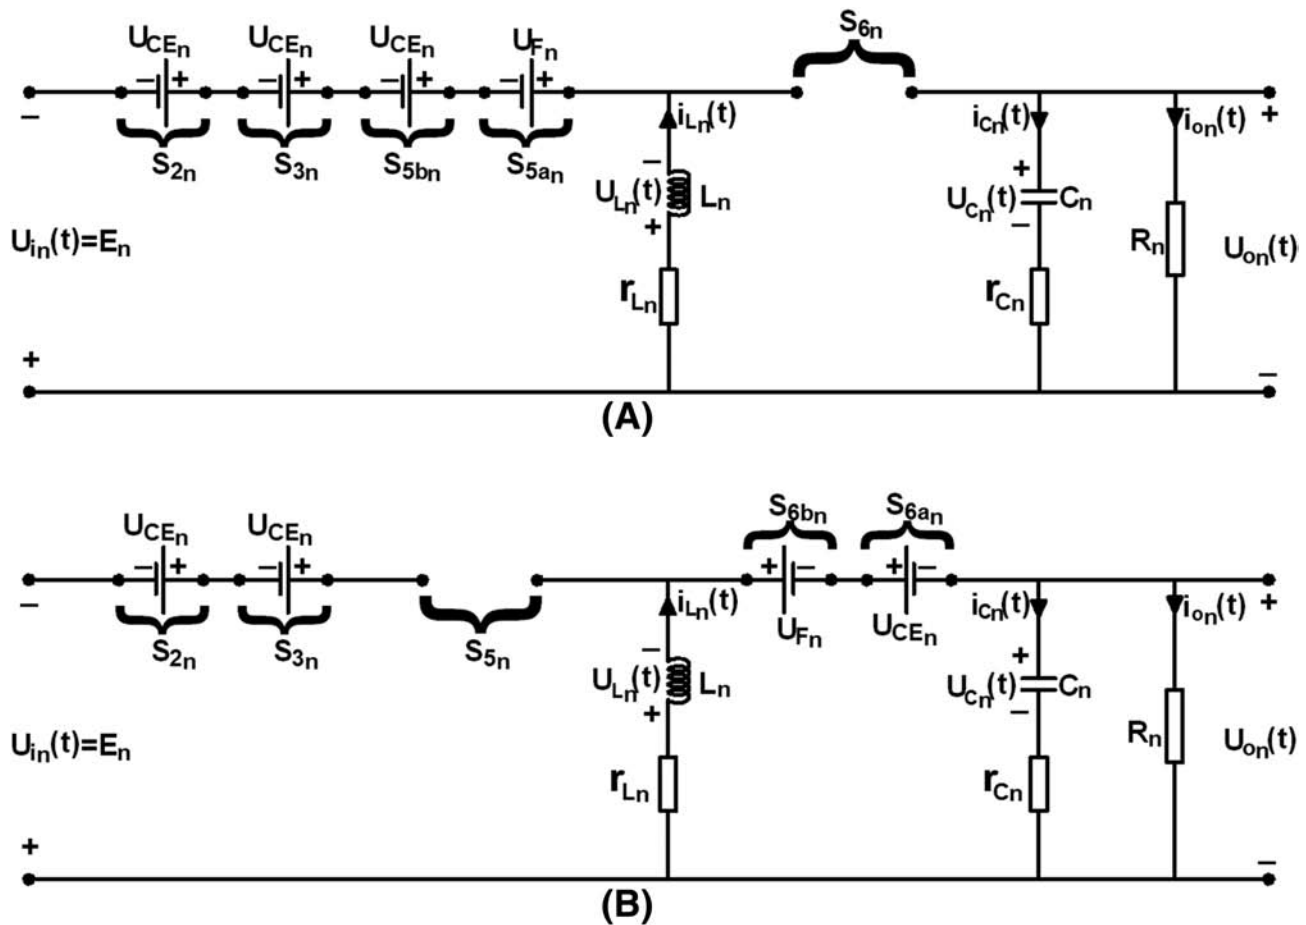 S6n
UCEn UCEn UCEn UFn
− + − + − + − +
− iLn(t) iCn(t) ion(t) +
S2n S3n S5bn S5an
− +
ULn(t) Ln UCn(t) Cn
Uin(t)=En + − Rn Uon(t)
rLn rCn
+ −
(A)
S6bn S6an
UCEn UCEn
− + − + + − + −
− iLn(t) iCn(t) ion(t) +
UFn UCEn
S2n S3n S5n
− +
ULn(t) Ln UCn(t) Cn
Uin(t)=En + − Rn Uon(t)
rLn rCn
+ −
(B)